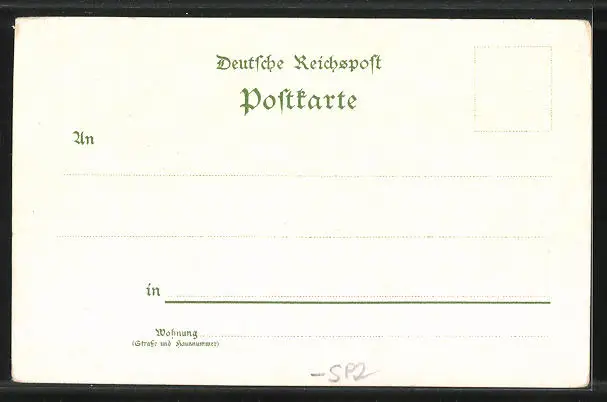 Deutsche Reichspost
Postkarte
An
in
Wohnung
(Straße und Hausnummer)
-SP2